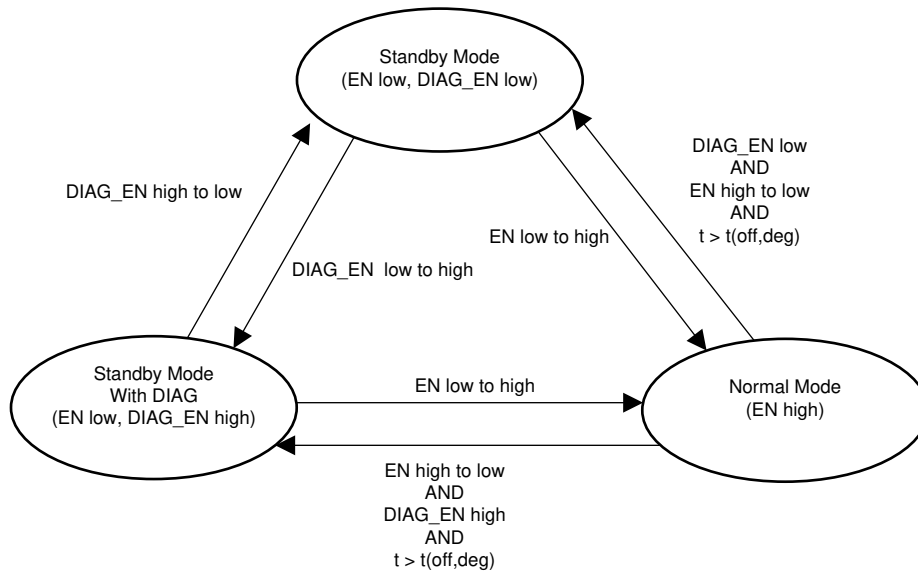 Standby Mode
(EN low, DIAG_EN low)
DIAG_EN low
AND
EN high to low
AND
t > t(off,deg)
DIAG_EN high to low
EN low to high
DIAG_EN low to high
Standby Mode
With DIAG
(EN low, DIAG_EN high)
EN low to high
Normal Mode
(EN high)
EN high to low
AND
DIAG_EN high
AND
t > t(off,deg)